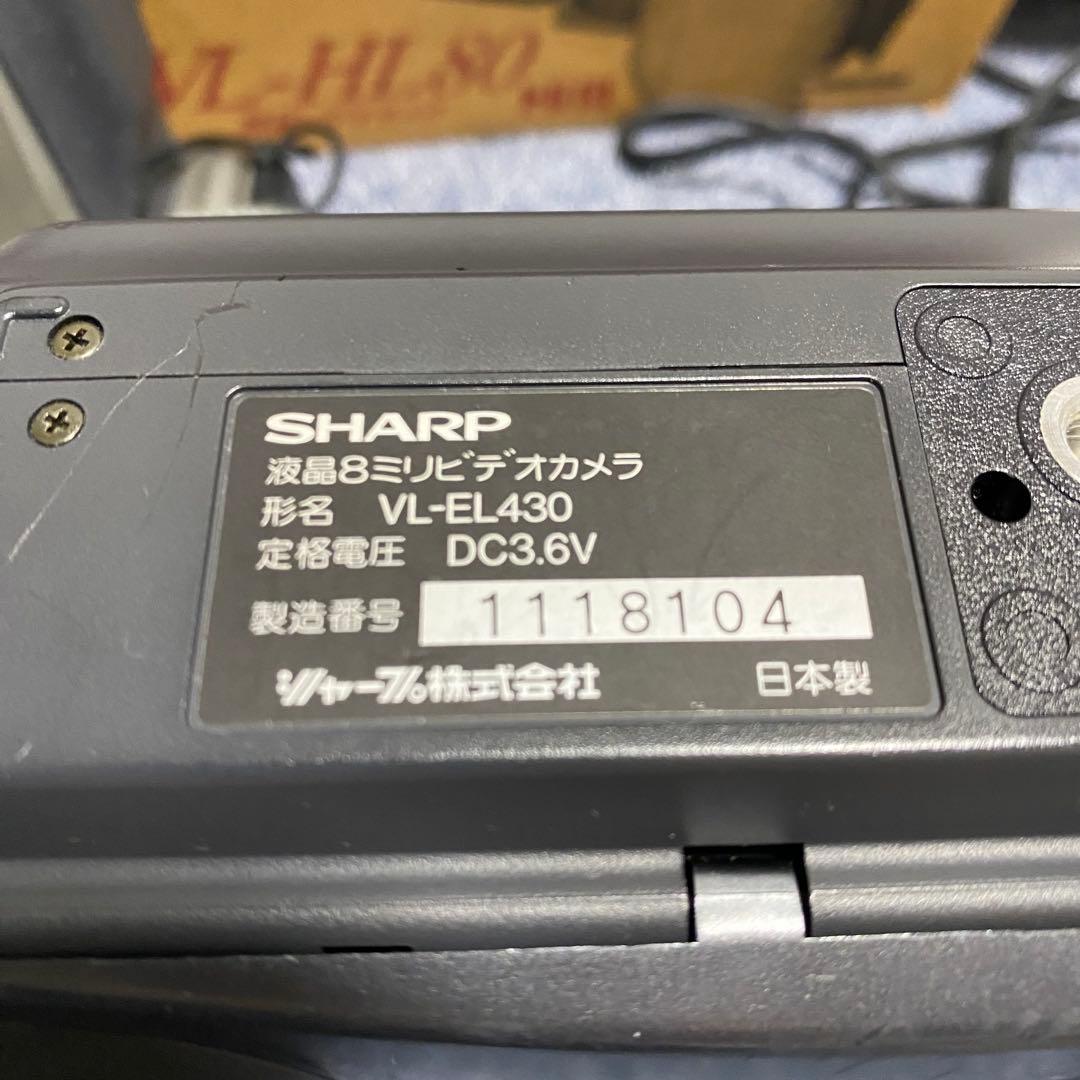 VL-HL80
SHARP
液晶8ミリビデオカメラ
形名 VL-EL430
定格電圧 DC3.6V
製造番号 1118104
シャープ株式会社 日本製